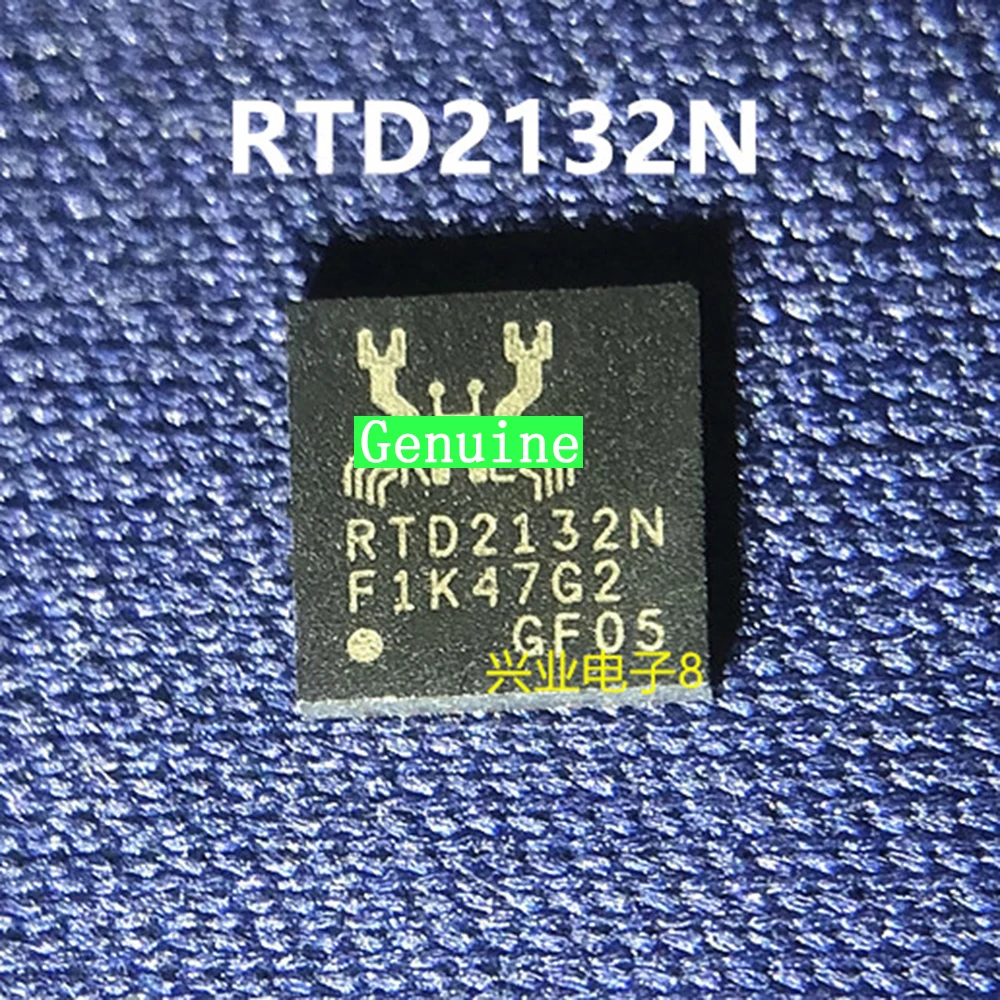 RTD2132N
Genuine
RTD2132N
F1K47G2
GF05
兴业电子8